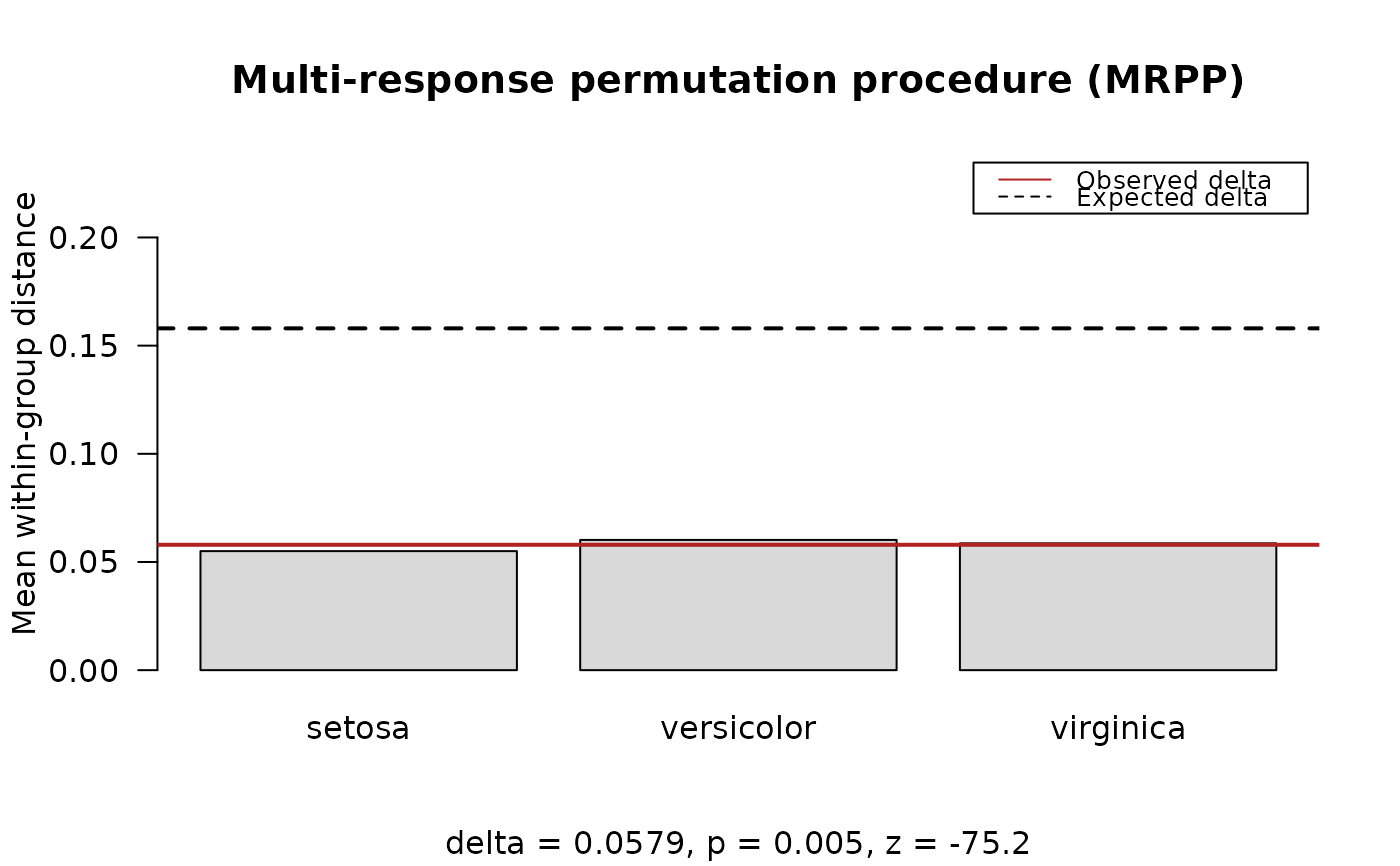 Multi-response permutation procedure (MRPP)
Observed delta
Expected delta
Mean within-group distance
0.20
0.15
0.10
0.05
0.00
setosa
versicolor
virginica
delta = 0.0579, p = 0.005, z = -75.2